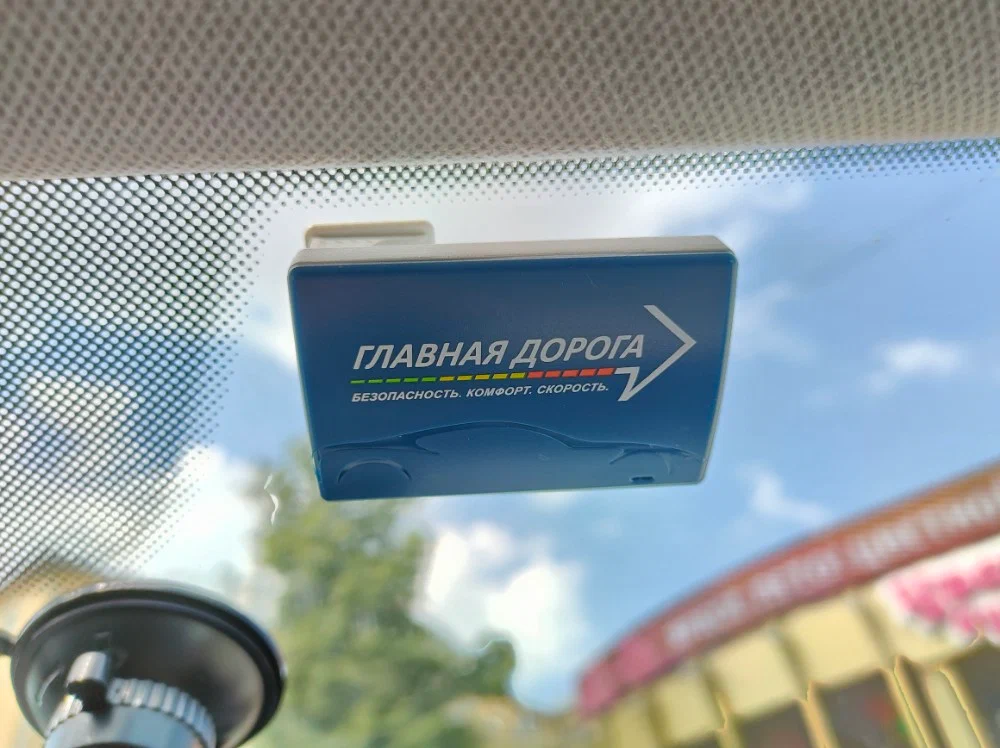 ГЛАВНАЯ ДОРОГА
БЕЗОПАСНОСТЬ. КОМФОРТ. СКОРОСТЬ.